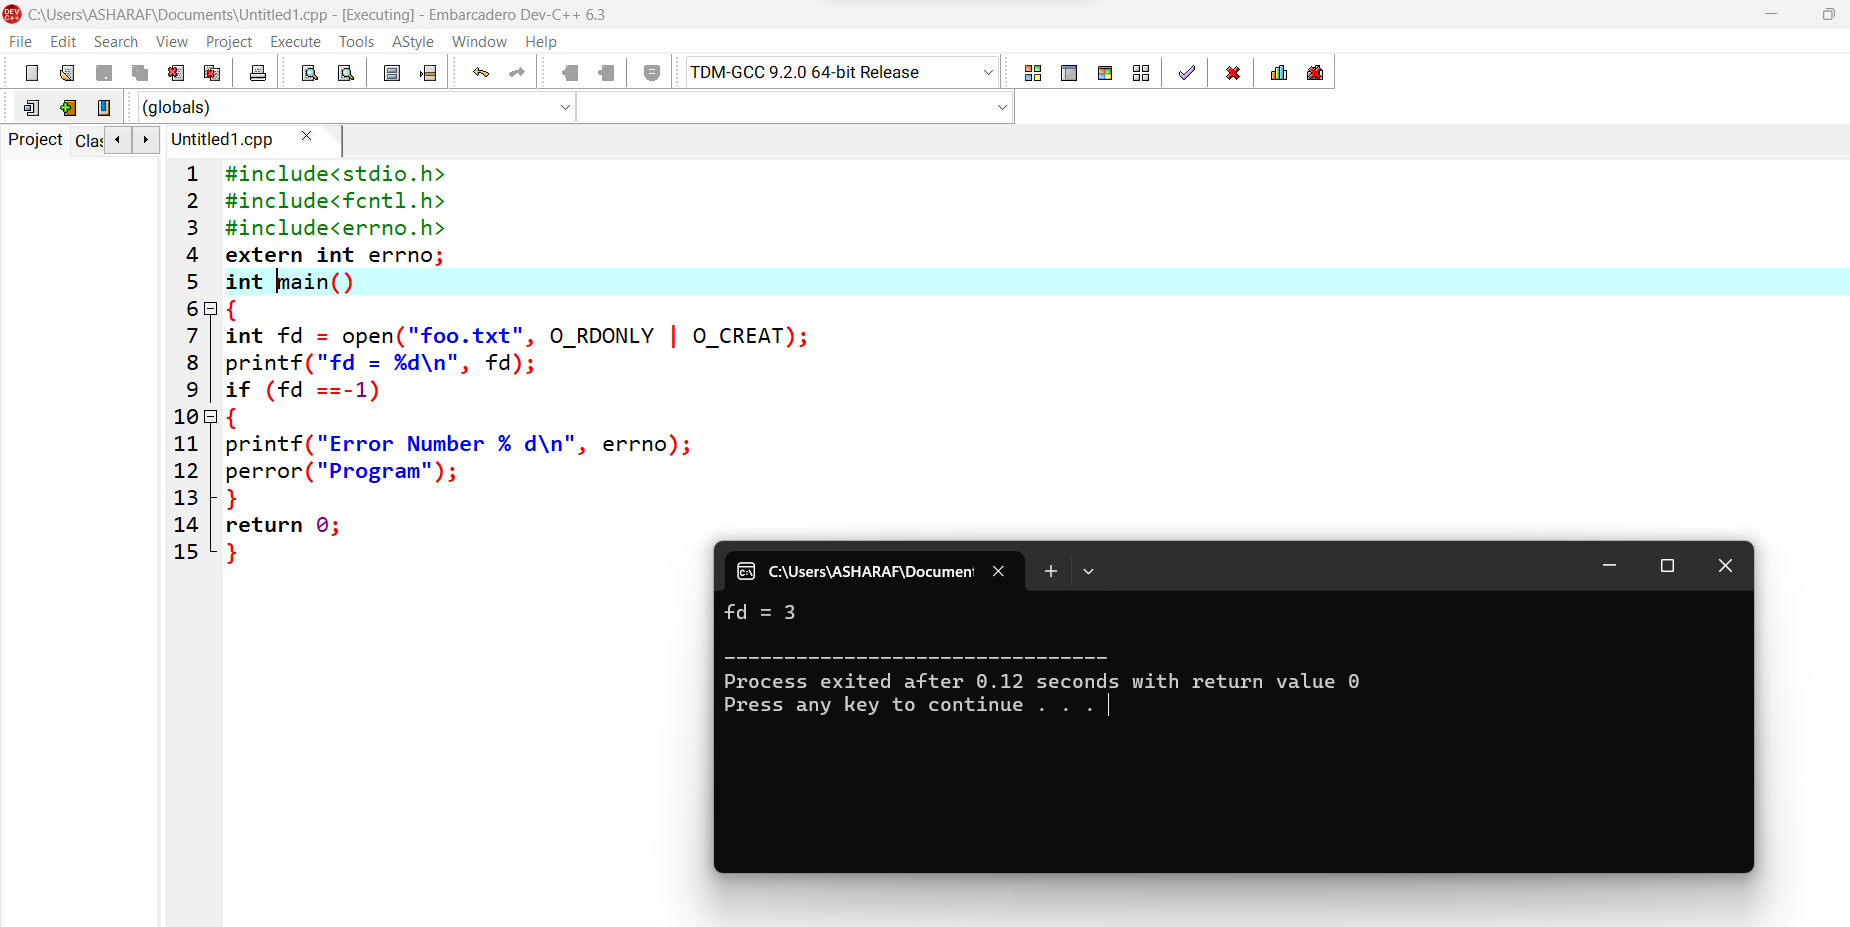 C:\Users\ASHARAF\Documents\Untitled1.cpp - [Executing] - Embarcadero Dev-C++ 6.3
File Edit Search View Project Execute Tools AStyle Window Help
TDM-GCC 9.2.0 64-bit Release
(globals)
Project Clas Untitled1.cpp
1 #include<stdio.h>
2 #include<fcntl.h>
3 #include<errno.h>
4 extern int errno;
5 int main()
6 {
7 int fd = open("foo.txt", O_RDONLY | O_CREAT);
8 printf("fd = %d\n", fd);
9 if (fd ==-1)
10 {
11 printf("Error Number % d\n", errno);
12 perror("Program");
13 }
14 return 0;
15 }
C:\Users\ASHARAF\Document
fd = 3
--------------------------------
Process exited after 0.12 seconds with return value 0
Press any key to continue . . .